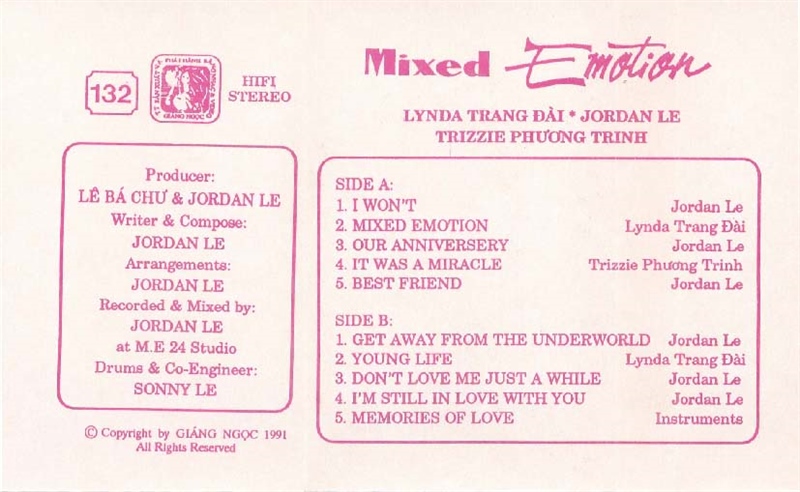 132
GIÁNG NGỌC
HIFI
STEREO
Producer:
LÊ BÁ CHƯ & JORDAN LE
Writer & Compose:
JORDAN LE
Arrangements:
JORDAN LE
Recorded & Mixed by:
JORDAN LE
at M.E 24 Studio
Drums & Co-Engineer:
SONNY LE
© Copyright by GIÁNG NGỌC 1991
All Rights Reserved
Mixed Emotion
LYNDA TRANG ĐÀI • JORDAN LE
TRIZZIE PHƯƠNG TRINH
SIDE A:
1. I WON'T Jordan Le
2. MIXED EMOTION Lynda Trang Đài
3. OUR ANNIVERSERY Jordan Le
4. IT WAS A MIRACLE Trizzie Phương Trinh
5. BEST FRIEND Jordan Le
SIDE B:
1. GET AWAY FROM THE UNDERWORLD Jordan Le
2. YOUNG LIFE Lynda Trang Đài
3. DON'T LOVE ME JUST A WHILE Jordan Le
4. I'M STILL IN LOVE WITH YOU Jordan Le
5. MEMORIES OF LOVE Instruments